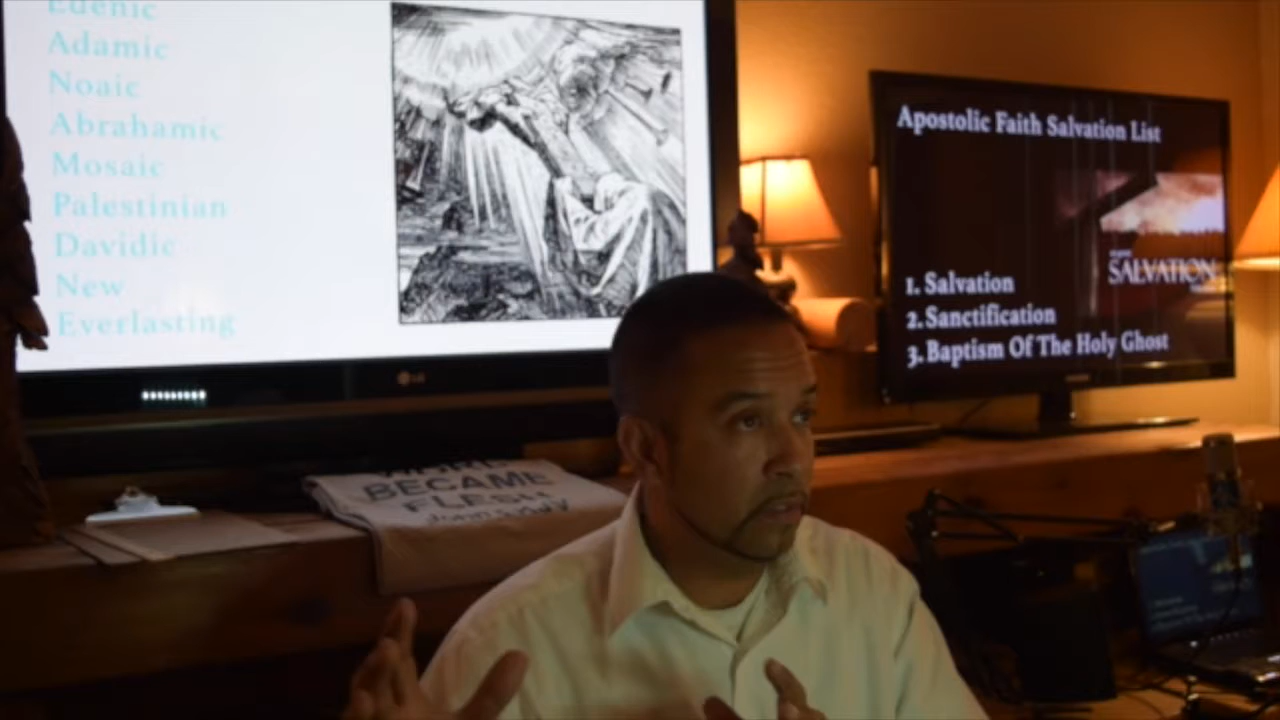 Edenic
Adamic
Noaic
Abrahamic
Mosaic
Palestinian
Davidic
New
Everlasting
LG
Apostolic Faith Salvation List
SALVATION
1. Salvation
2. Sanctification
3. Baptism Of The Holy Ghost
BECAME
FLESH